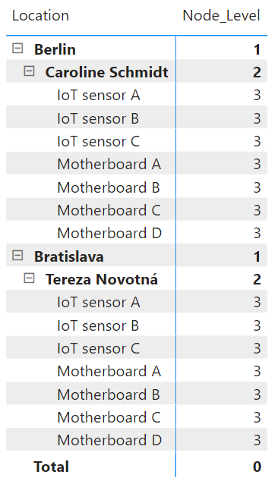 Location Node_Level
Berlin 1
Caroline Schmidt 2
IoT sensor A 3
IoT sensor B 3
IoT sensor C 3
Motherboard A 3
Motherboard B 3
Motherboard C 3
Motherboard D 3
Bratislava 1
Tereza Novotná 2
IoT sensor A 3
IoT sensor B 3
IoT sensor C 3
Motherboard A 3
Motherboard B 3
Motherboard C 3
Motherboard D 3
Total 0